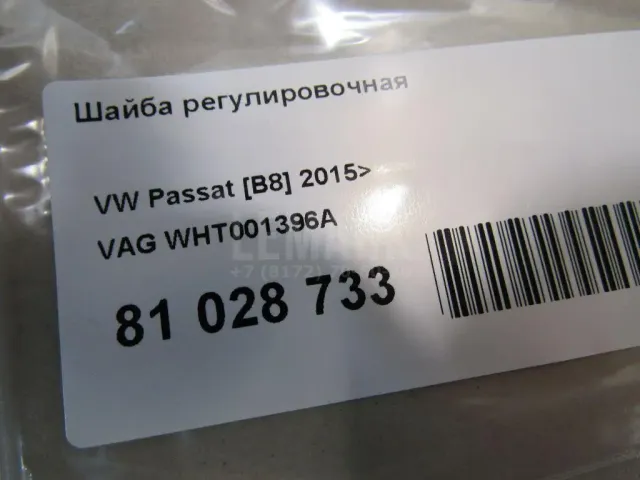 Шайба регулировочная
VW Passat [B8] 2015>
VAG WHT001396A
81 028 733